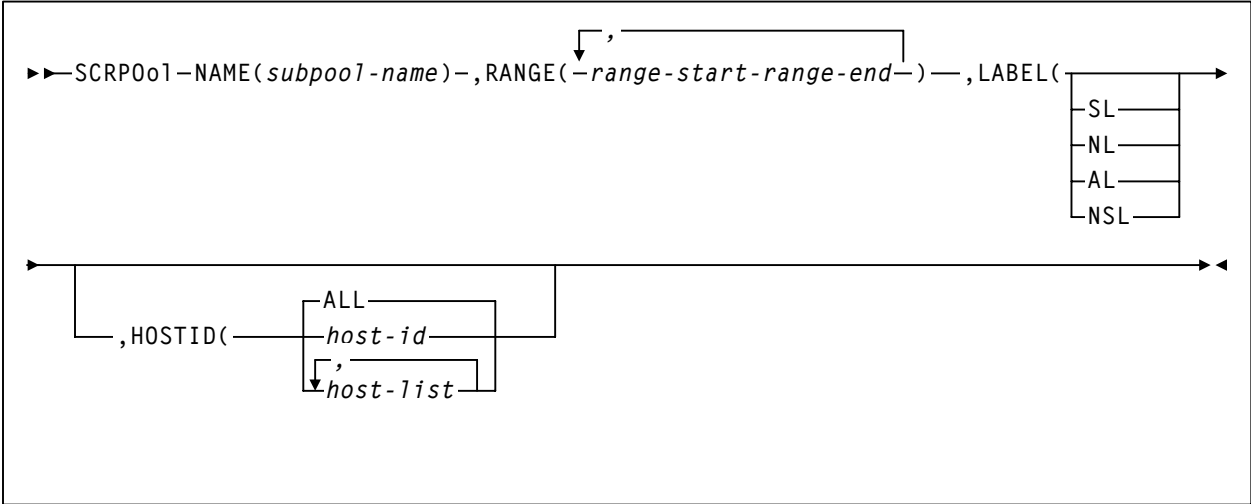 ,
SCRPOol NAME(subpool-name) ,RANGE( range-start-range-end ) ,LABEL(
SL
NL
AL
NSL
ALL
,HOSTID( host-id
,
host-list